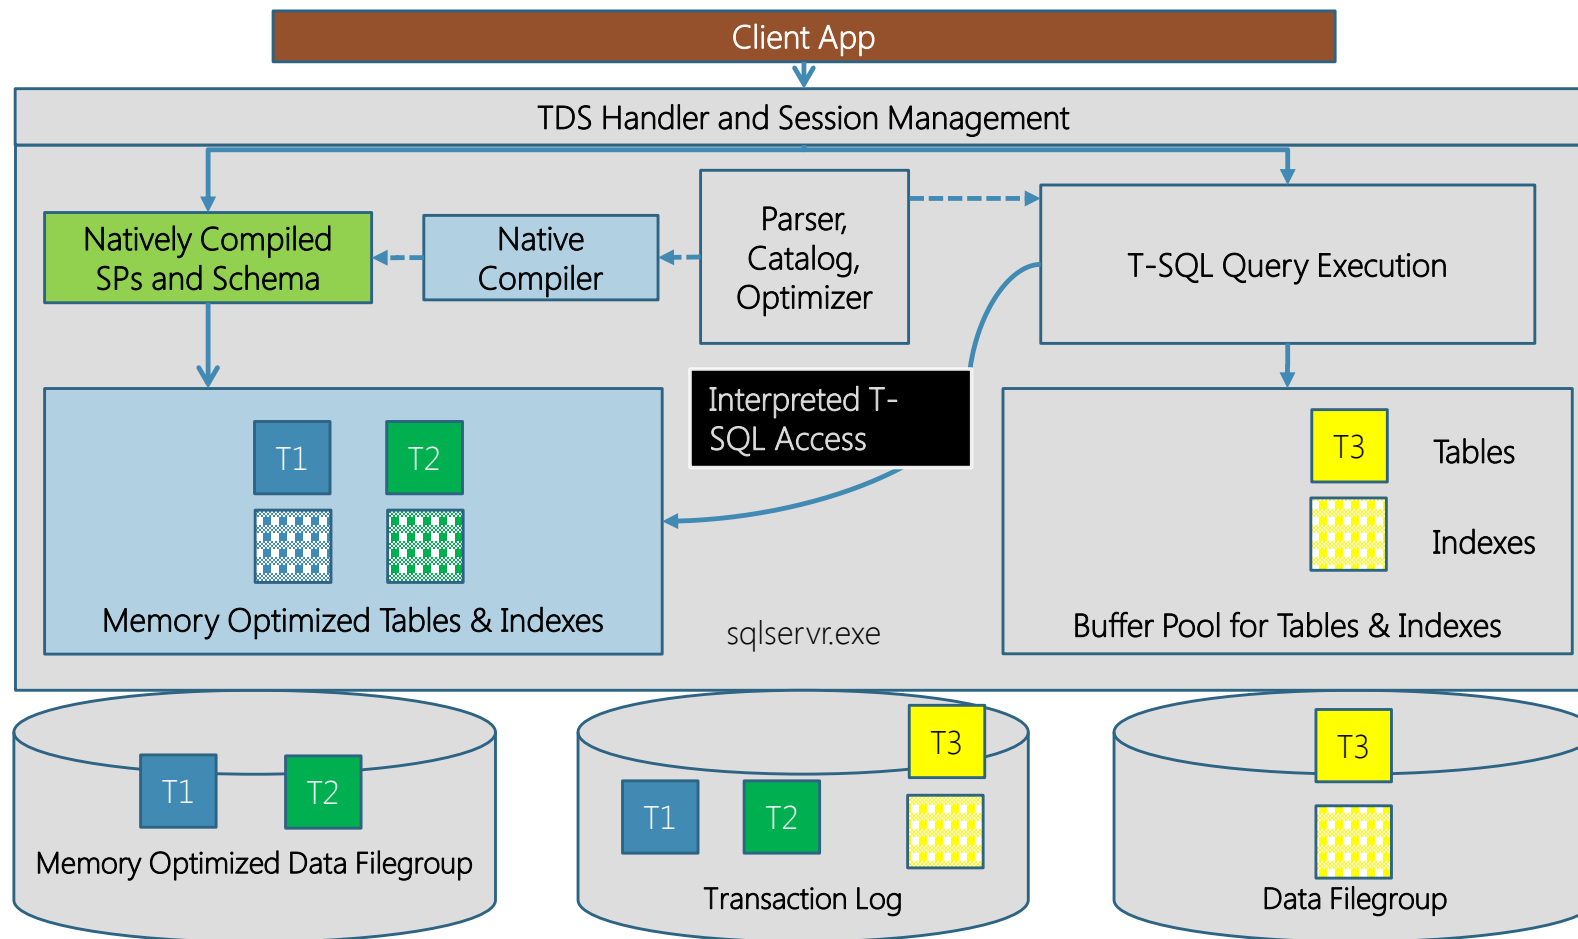 Client App
TDS Handler and Session Management
Natively Compiled
SPs and Schema
Native
Compiler
Parser,
Catalog,
Optimizer
T-SQL Query Execution
Interpreted T-
SQL Access
T1
T2
Memory Optimized Tables & Indexes
sqlservr.exe
T3
Tables
Indexes
Buffer Pool for Tables & Indexes
T1
T2
Memory Optimized Data Filegroup
T3
T1
T2
Transaction Log
T3
Data Filegroup